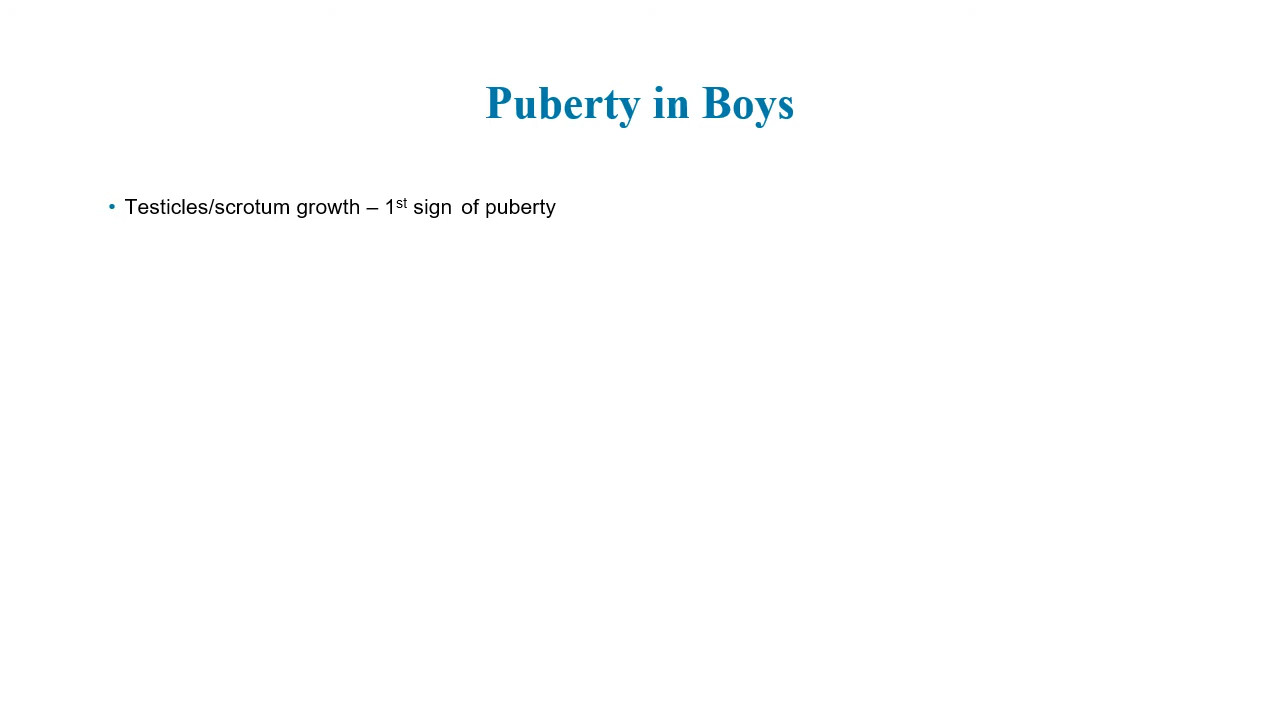 Puberty in Boys
• Testicles/scrotum growth – 1st sign of puberty